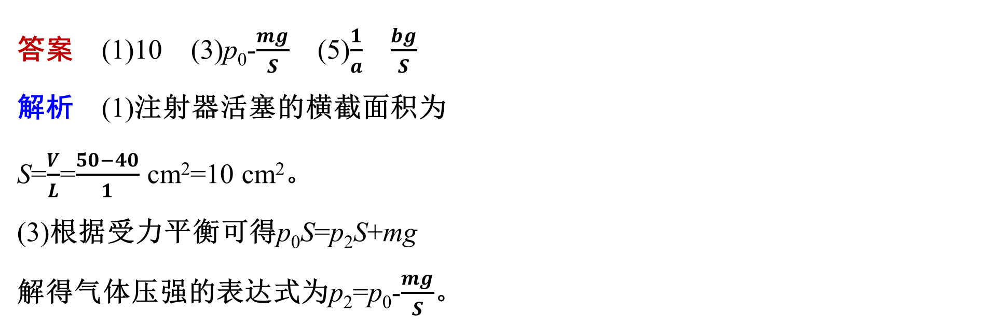 答案 (1)10 (3)p₀-mg/S (5)1/a bg/S
解析 (1)注射器活塞的横截面积为
S=V/L=50−40/1 cm²=10 cm²。
(3)根据受力平衡可得p₀S=p₂S+mg
解得气体压强的表达式为p₂=p₀-mg/S。